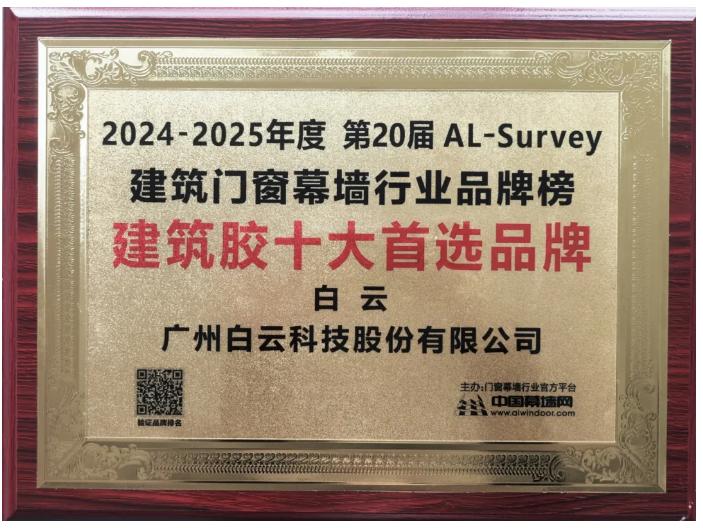 2024-2025年度 第20届 AL-Survey
建筑门窗幕墙行业品牌榜
建筑胶十大首选品牌
白云
广州白云科技股份有限公司
验证品牌排名
主办:门窗幕墙行业官方平台
中国幕墙网
www.alwindoor.com